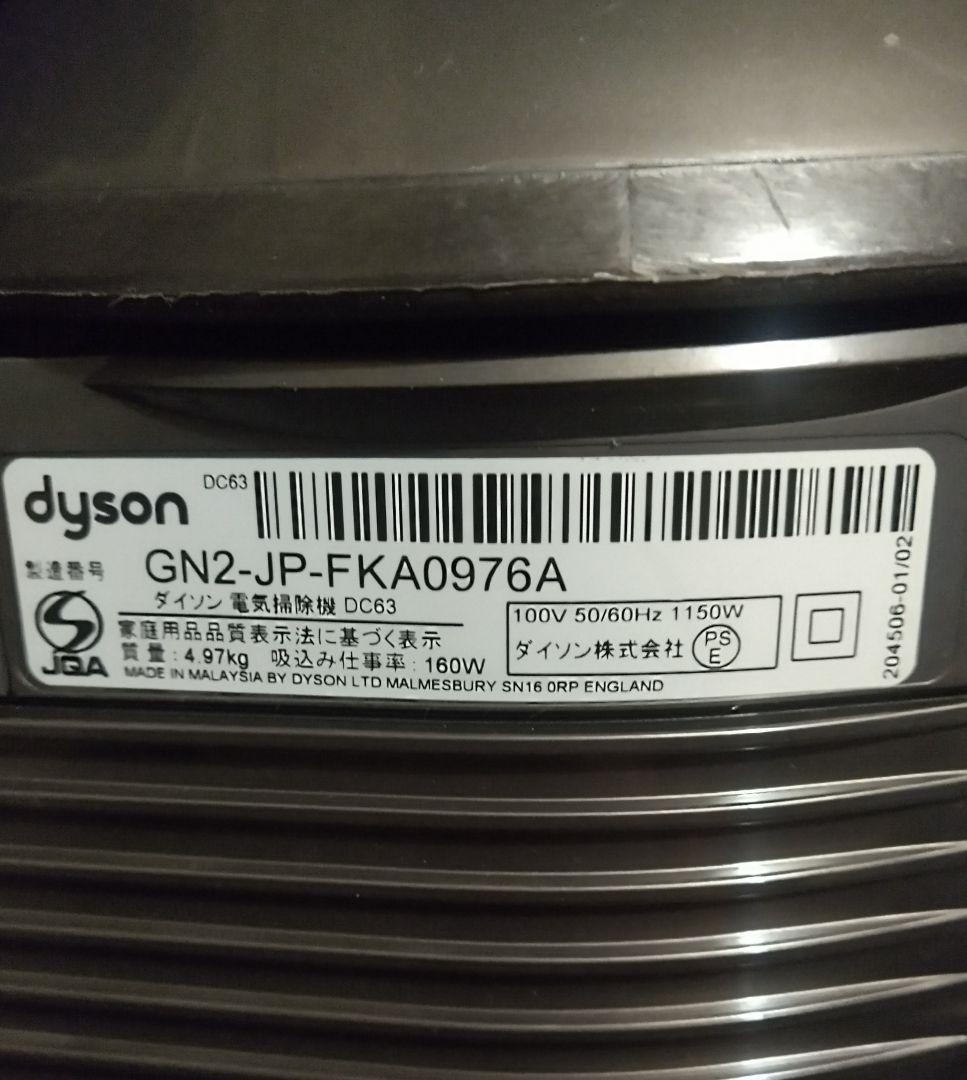 dyson
DC63
製造番号 GN2-JP-FKA0976A
ダイソン 電気掃除機 DC63
家庭用品品質表示法に基づく表示
質量 : 4.97kg 吸込み仕事率 : 160W
JQA
MADE IN MALAYSIA BY DYSON LTD MALMESBURY SN16 0RP ENGLAND
100V 50/60Hz 1150W
ダイソン株式会社
PS
E
204506-01/02